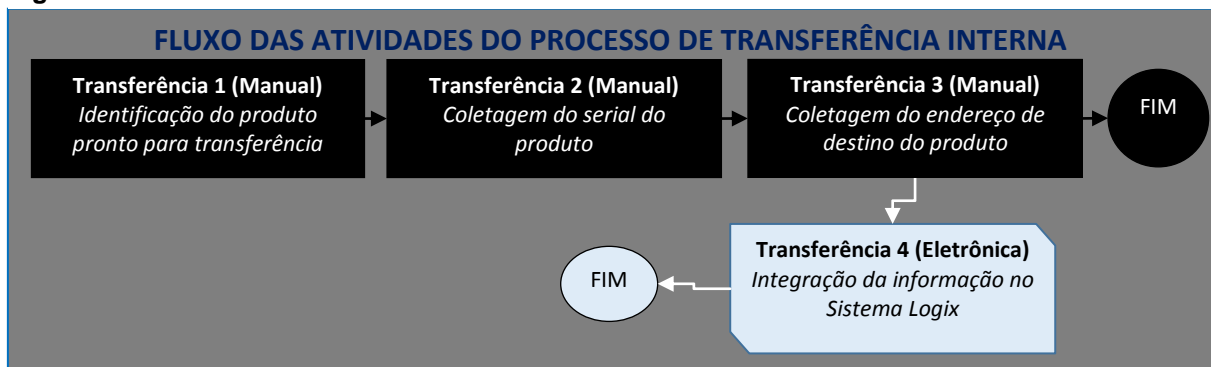 FLUXO DAS ATIVIDADES DO PROCESSO DE TRANSFERÊNCIA INTERNA
Transferência 1 (Manual)
Identificação do produto
pronto para transferência
Transferência 2 (Manual)
Coletagem do serial do
produto
Transferência 3 (Manual)
Coletagem do endereço de
destino do produto
FIM
Transferência 4 (Eletrônica)
Integração da informação no
Sistema Logix
FIM